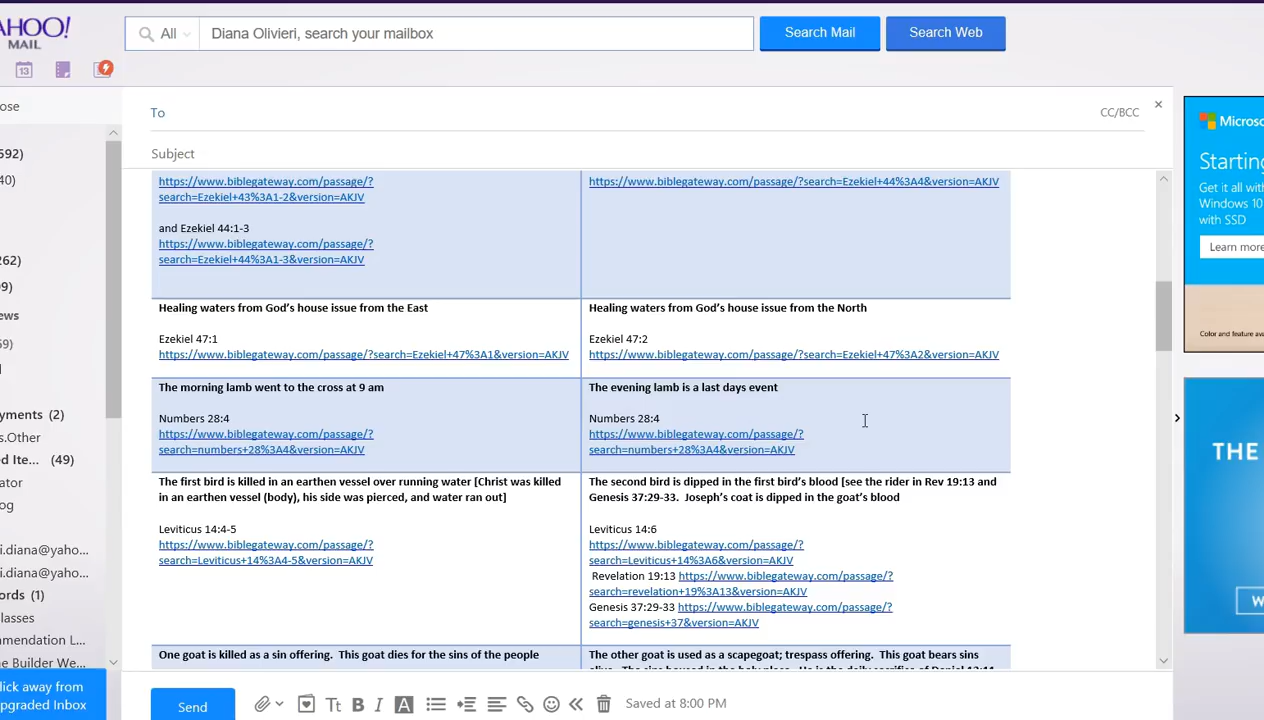 AHOO!
MAIL
All
Diana Olivieri, search your mailbox
Search Mail
Search Web
13
ose
592)
40)
262)
99)
ews
59)
yments (2)
s.Other
ed Ite... (49)
ator
og
i.diana@yaho...
i.diana@yaho...
ords (1)
lasses
mendation L...
he Builder We...
lick away from
pgraded Inbox
To
CC/BCC
Subject
https://www.biblegateway.com/passage/?
search=Ezekiel+43%3A1-2&version=AKJV
and Ezekiel 44:1-3
https://www.biblegateway.com/passage/?
search=Ezekiel+44%3A1-3&version=AKJV
https://www.biblegateway.com/passage/?search=Ezekiel+44%3A4&version=AKJV
Healing waters from God’s house issue from the East
Ezekiel 47:1
https://www.biblegateway.com/passage/?search=Ezekiel+47%3A1&version=AKJV
Healing waters from God’s house issue from the North
Ezekiel 47:2
https://www.biblegateway.com/passage/?search=Ezekiel+47%3A2&version=AKJV
The morning lamb went to the cross at 9 am
Numbers 28:4
https://www.biblegateway.com/passage/?
search=numbers+28%3A4&version=AKJV
The evening lamb is a last days event
Numbers 28:4
https://www.biblegateway.com/passage/?
search=numbers+28%3A4&version=AKJV
The first bird is killed in an earthen vessel over running water [Christ was killed
in an earthen vessel (body), his side was pierced, and water ran out]
Leviticus 14:4-5
https://www.biblegateway.com/passage/?
search=Leviticus+14%3A4-5&version=AKJV
The second bird is dipped in the first bird’s blood [see the rider in Rev 19:13 and
Genesis 37:29-33.  Joseph’s coat is dipped in the goat’s blood
Leviticus 14:6
https://www.biblegateway.com/passage/?
search=Leviticus+14%3A6&version=AKJV
Revelation 19:13 https://www.biblegateway.com/passage/?
search=revelation+19%3A13&version=AKJV
Genesis 37:29-33 https://www.biblegateway.com/passage/?
search=genesis+37&version=AKJV
One goat is killed as a sin offering.  This goat dies for the sins of the people
The other goat is used as a scapegoat; trespass offering.  This goat bears sins
Send
Saved at 8:00 PM
Microso
Starting
Get it all with
Windows 10
with SSD
Learn more
Color and feature ava
THE
W